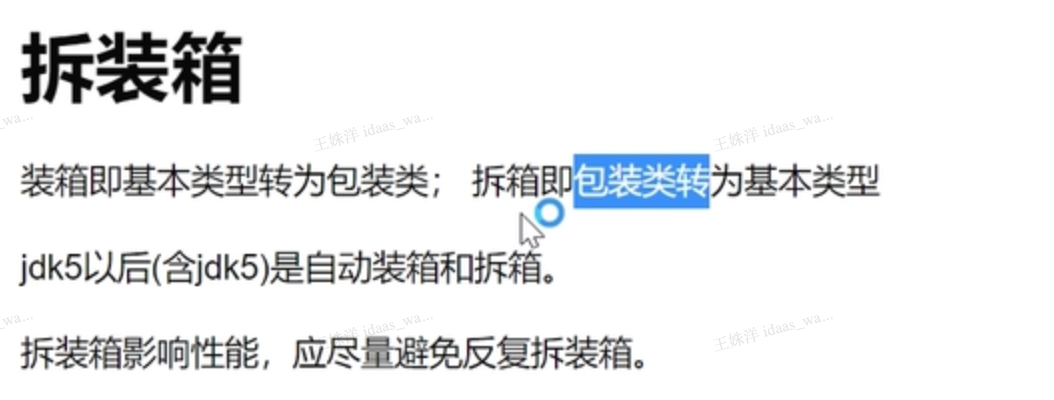 拆装箱
王姝洋 idaas_wa...
王姝洋 idaas_wa...
装箱即基本类型转为包装类； 拆箱即包装类转为基本类型
jdk5以后(含jdk5)是自动装箱和拆箱。
idaas_wa...
王姝洋 idaas_wa...
拆装箱影响性能，应尽量避免反复拆装箱。